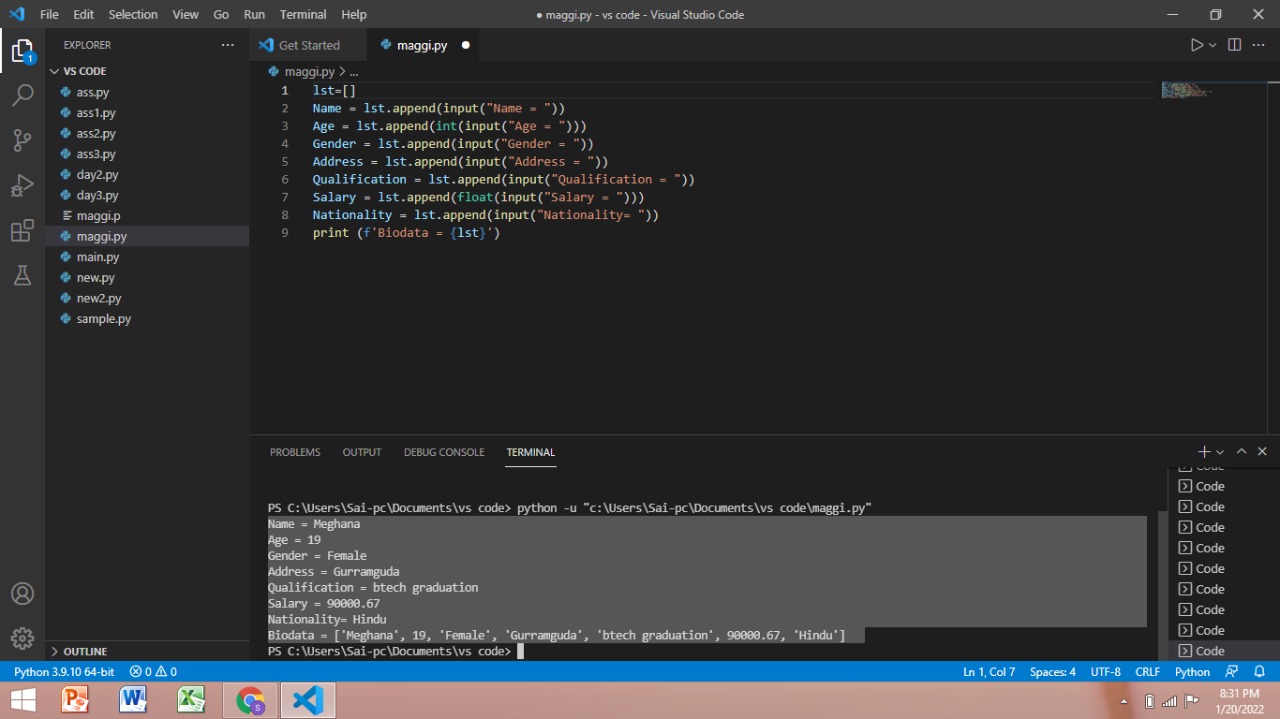 File Edit Selection View Go Run Terminal Help ● maggi.py - vs code - Visual Studio Code
EXPLORER ···
Get Started maggi.py ●
VS CODE
ass.py
ass1.py
ass2.py
ass3.py
day2.py
day3.py
maggi.p
maggi.py
main.py
new.py
new2.py
sample.py
OUTLINE
1
maggi.py > ...
1 lst=[]
2 Name = lst.append(input("Name = "))
3 Age = lst.append(int(input("Age = ")))
4 Gender = lst.append(input("Gender = "))
5 Address = lst.append(input("Address = "))
6 Qualification = lst.append(input("Qualification = "))
7 Salary = lst.append(float(input("Salary = ")))
8 Nationality = lst.append(input("Nationality= "))
9 print (f'Biodata = {lst}')
PROBLEMS OUTPUT DEBUG CONSOLE TERMINAL
PS C:\Users\Sai-pc\Documents\vs code> python -u "c:\Users\Sai-pc\Documents\vs code\maggi.py"
Name = Meghana
Age = 19
Gender = Female
Address = Gurramguda
Qualification = btech graduation
Salary = 90000.67
Nationality= Hindu
Biodata = ['Meghana', 19, 'Female', 'Gurramguda', 'btech graduation', 90000.67, 'Hindu']
PS C:\Users\Sai-pc\Documents\vs code>
Code
Code
Code
Code
Code
Code
Code
Code
Code
Code
Python 3.9.10 64-bit 0 0 Ln 1, Col 7 Spaces: 4 UTF-8 CRLF Python
8:31 PM
1/20/2022